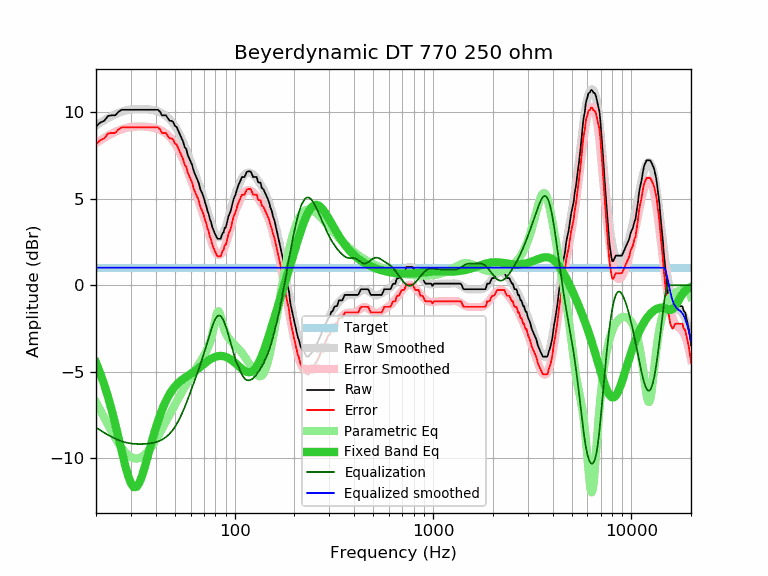 Beyerdynamic DT 770 250 ohm
10
5
0
−5
−10
Amplitude (dBr)
Target
Raw Smoothed
Error Smoothed
Raw
Error
Parametric Eq
Fixed Band Eq
Equalization
Equalized smoothed
100 1000 10000
Frequency (Hz)